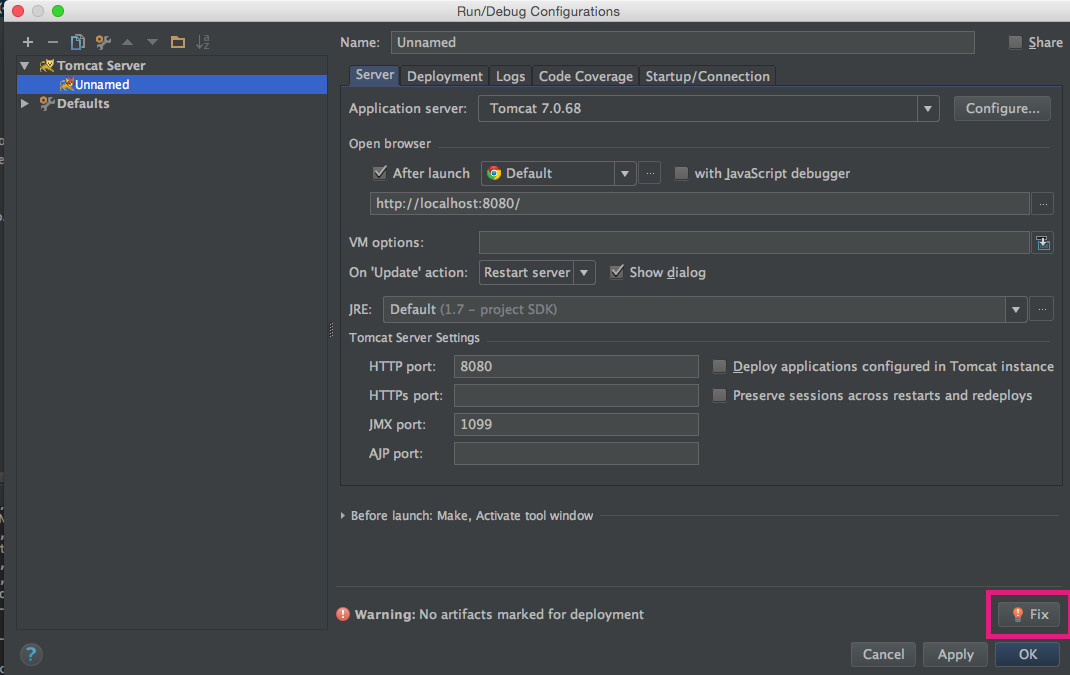 Run/Debug Configurations
Name: Unnamed Share
Tomcat Server
Unnamed
Defaults
Server Deployment Logs Code Coverage Startup/Connection
Application server: Tomcat 7.0.68 Configure...
Open browser
After launch Default ... with JavaScript debugger
http://localhost:8080/ ...
VM options:
On 'Update' action: Restart server Show dialog
JRE: Default (1.7 – project SDK) ...
Tomcat Server Settings
HTTP port: 8080 Deploy applications configured in Tomcat instance
HTTPs port: Preserve sessions across restarts and redeploys
JMX port: 1099
AJP port:
Before launch: Make, Activate tool window
Warning: No artifacts marked for deployment Fix
? Cancel Apply OK